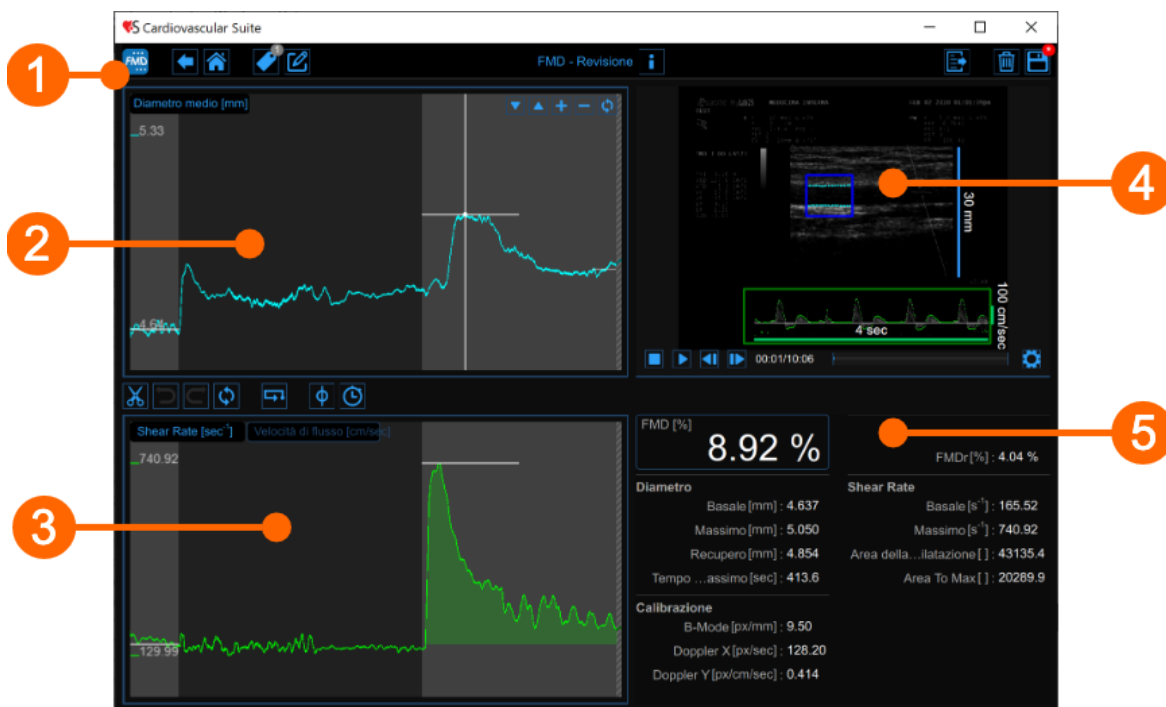 Cardiovascular Suite
1
FMD
1
FMD - Revisione
i
Diametro medio [mm]
5.33
4.64
2
30 mm
100 cm/sec
4 sec
4
00:01/10:06
Shear Rate [sec⁻¹]
Velocità di flusso [cm/sec]
740.92
129.99
3
FMD [%]
8.92 %
5
FMDr[%] : 4.04 %
Diametro
Basale[mm] : 4.637
Massimo[mm] : 5.050
Recupero[mm] : 4.854
Tempo ...assimo[sec] : 413.6
Shear Rate
Basale[s⁻¹] : 165.52
Massimo[s⁻¹] : 740.92
Area della...ilatazione[ ] : 43135.4
Area To Max[ ] : 20289.9
Calibrazione
B-Mode[px/mm] : 9.50
Doppler X[px/sec] : 128.20
Doppler Y[px/cm/sec] : 0.414